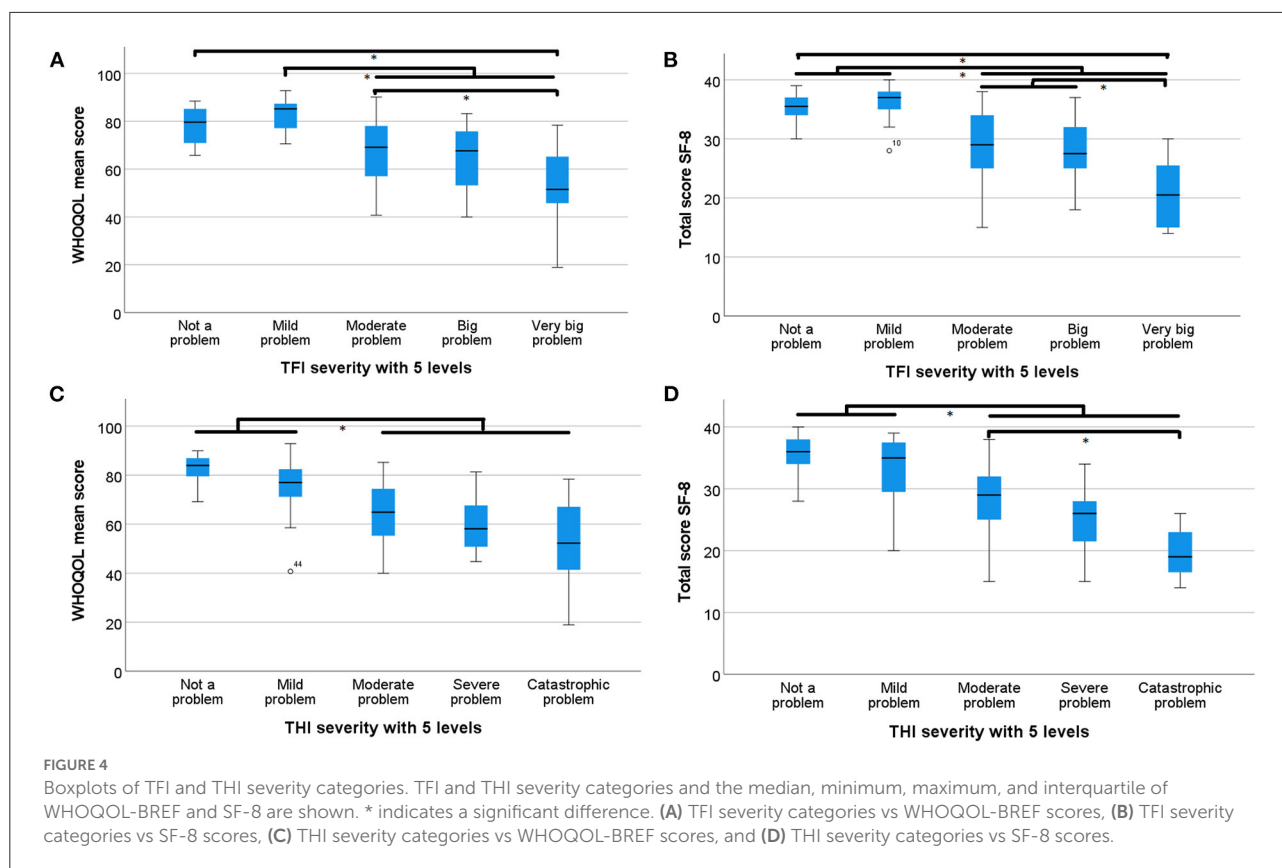 A
*
*
*
WHOQOL mean score
100
80
60
40
20
0
Not a problem
Mild problem
Moderate problem
Big problem
Very big problem
TFI severity with 5 levels
B
*
*
*
Total score SF-8
40
30
20
10
0
10
Not a problem
Mild problem
Moderate problem
Big problem
Very big problem
TFI severity with 5 levels
C
*
WHOQOL mean score
100
80
60
40
20
0
44
Not a problem
Mild problem
Moderate problem
Severe problem
Catastrophic problem
THI severity with 5 levels
D
*
*
Total score SF-8
40
30
20
10
0
Not a problem
Mild problem
Moderate problem
Severe problem
Catastrophic problem
THI severity with 5 levels
FIGURE 4
Boxplots of TFI and THI severity categories. TFI and THI severity categories and the median, minimum, maximum, and interquartile of
WHOQOL-BREF and SF-8 are shown. * indicates a significant difference. (A) TFI severity categories vs WHOQOL-BREF scores, (B) TFI severity
categories vs SF-8 scores, (C) THI severity categories vs WHOQOL-BREF scores, and (D) THI severity categories vs SF-8 scores.